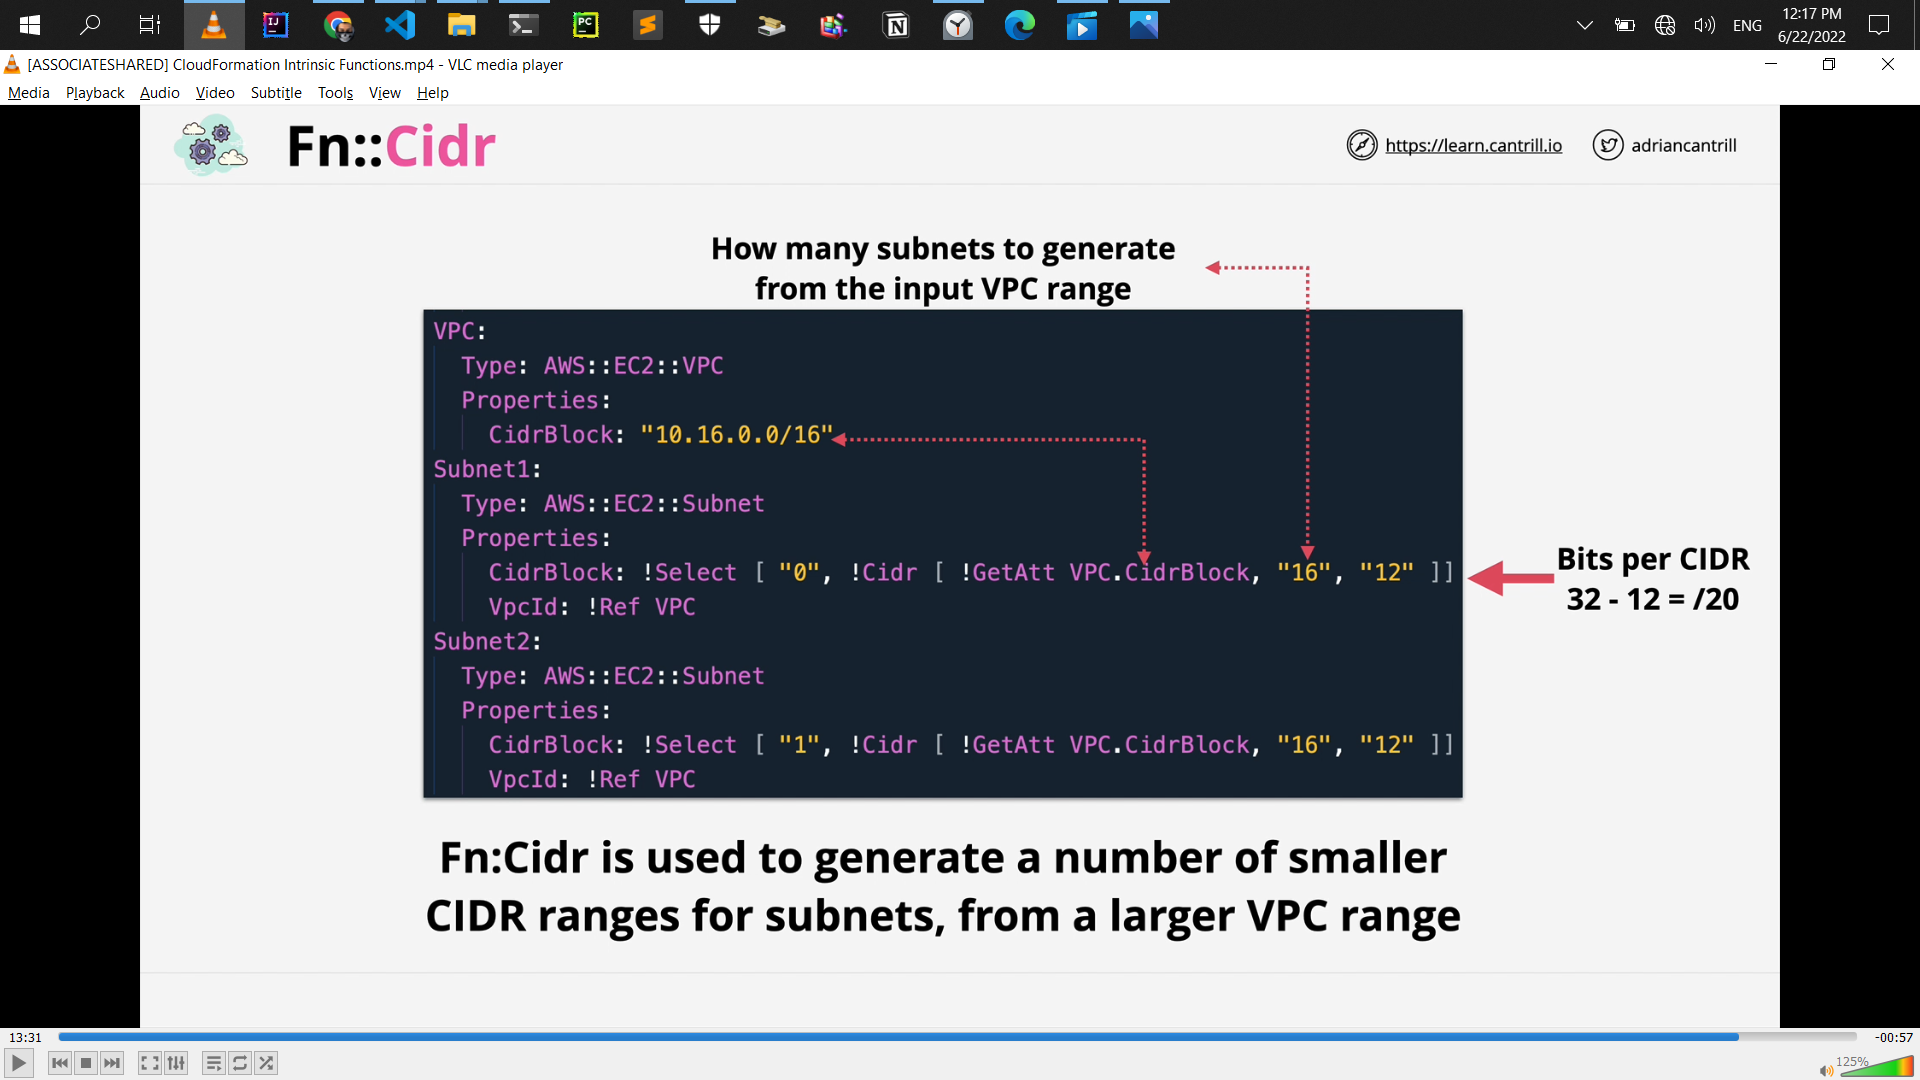 ENG
12:17 PM
6/22/2022
[ASSOCIATESHARED] CloudFormation Intrinsic Functions.mp4 - VLC media player
Media Playback Audio Video Subtitle Tools View Help
Fn::Cidr
https://learn.cantrill.io
adriancantrill
How many subnets to generate
from the input VPC range
VPC:
Type: AWS::EC2::VPC
Properties:
CidrBlock: "10.16.0.0/16"
Subnet1:
Type: AWS::EC2::Subnet
Properties:
CidrBlock: !Select [ "0", !Cidr [ !GetAtt VPC.CidrBlock, "16", "12" ]]
VpcId: !Ref VPC
Subnet2:
Type: AWS::EC2::Subnet
Properties:
CidrBlock: !Select [ "1", !Cidr [ !GetAtt VPC.CidrBlock, "16", "12" ]]
VpcId: !Ref VPC
Bits per CIDR
32 - 12 = /20
Fn:Cidr is used to generate a number of smaller
CIDR ranges for subnets, from a larger VPC range
13:31
-00:57
125%